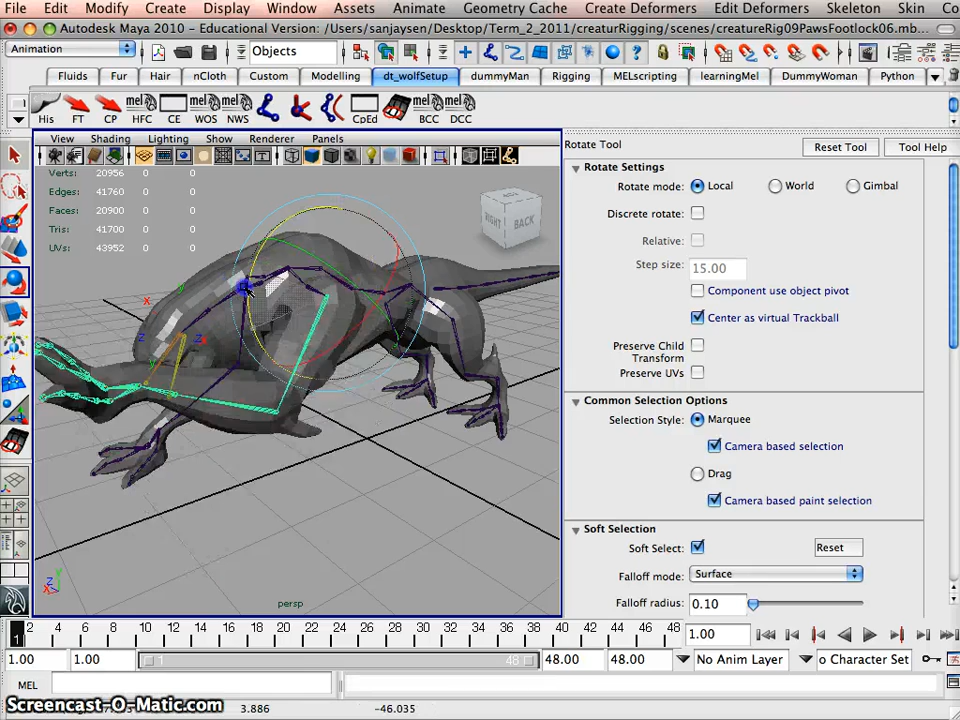 File Edit Modify Create Display Window Assets Animate Geometry Cache Create Deformers Edit Deformers Skeleton Skin Co
Autodesk Maya 2010 - Educational Version: /Users/sanjaysen/Desktop/Term_2_2011/creaturRigging/scenes/creatureRig09PawsFootlock06.mb...
Animation Objects
Fluids Fur Hair nCloth Custom Modelling dt_wolfSetup dummyMan Rigging MELscripting learningMel DummyWoman Python
His FT CP HFC CE WOS NWS CpEd BCC DCC
View Shading Lighting Show Renderer Panels
Rotate Tool Reset Tool Tool Help
Verts: 20956 0 0
Edges: 41760 0 0
Faces: 20900 0 0
Tris: 41700 0 0
UVs: 43952 0 0
RIGHT BACK
Rotate Settings
Rotate mode: Local World Gimbal
Discrete rotate:
Relative:
Step size: 15.00
Component use object pivot
Center as virtual Trackball
Preserve Child Transform
Preserve UVs
Common Selection Options
Selection Style: Marquee
Camera based selection
Drag
Camera based paint selection
Soft Selection
Soft Select: Reset
Falloff mode: Surface
Falloff radius: 0.10
persp
2 4 6 8 10 12 14 16 18 20 22 24 26 28 30 32 34 36 38 40 42 44 46 48 1.00
1
1.00 1.00 1 48 48.00 48.00 No Anim Layer o Character Set
MEL
Screencast-O-Matic.com 3.886 -46.035